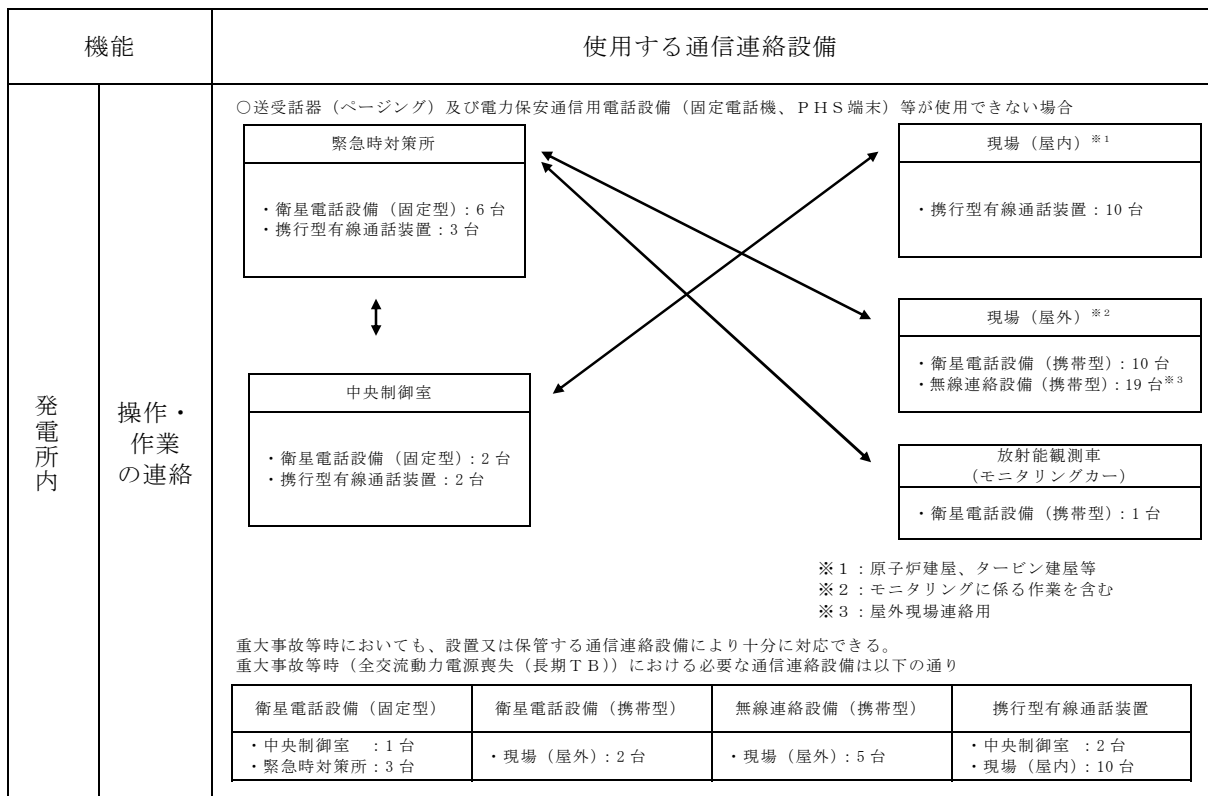 機能
使用する通信連絡設備
発電所内
操作・
作業
の連絡
○送受話器（ページング）及び電力保安通信用電話設備（固定電話機、ＰＨＳ端末）等が使用できない場合
緊急時対策所
・衛星電話設備（固定型）：6 台
・携行型有線通話装置：3 台
中央制御室
・衛星電話設備（固定型）：2 台
・携行型有線通話装置：2 台
現場（屋内）※1
・携行型有線通話装置：10 台
現場（屋外）※2
・衛星電話設備（携帯型）：10 台
・無線連絡設備（携帯型）：19 台※3
放射能観測車
（モニタリングカー）
・衛星電話設備（携帯型）：1 台
※１：原子炉建屋、タービン建屋等
※２：モニタリングに係る作業を含む
※３：屋外現場連絡用
重大事故等時においても、設置又は保管する通信連絡設備により十分に対応できる。
重大事故等時（全交流動力電源喪失（長期ＴＢ））における必要な通信連絡設備は以下の通り
衛星電話設備（固定型）
衛星電話設備（携帯型）
無線連絡設備（携帯型）
携行型有線通話装置
・中央制御室　：1 台
・緊急時対策所：3 台
・現場（屋外）：2 台
・現場（屋外）：5 台
・中央制御室　：2 台
・現場（屋内）：10 台